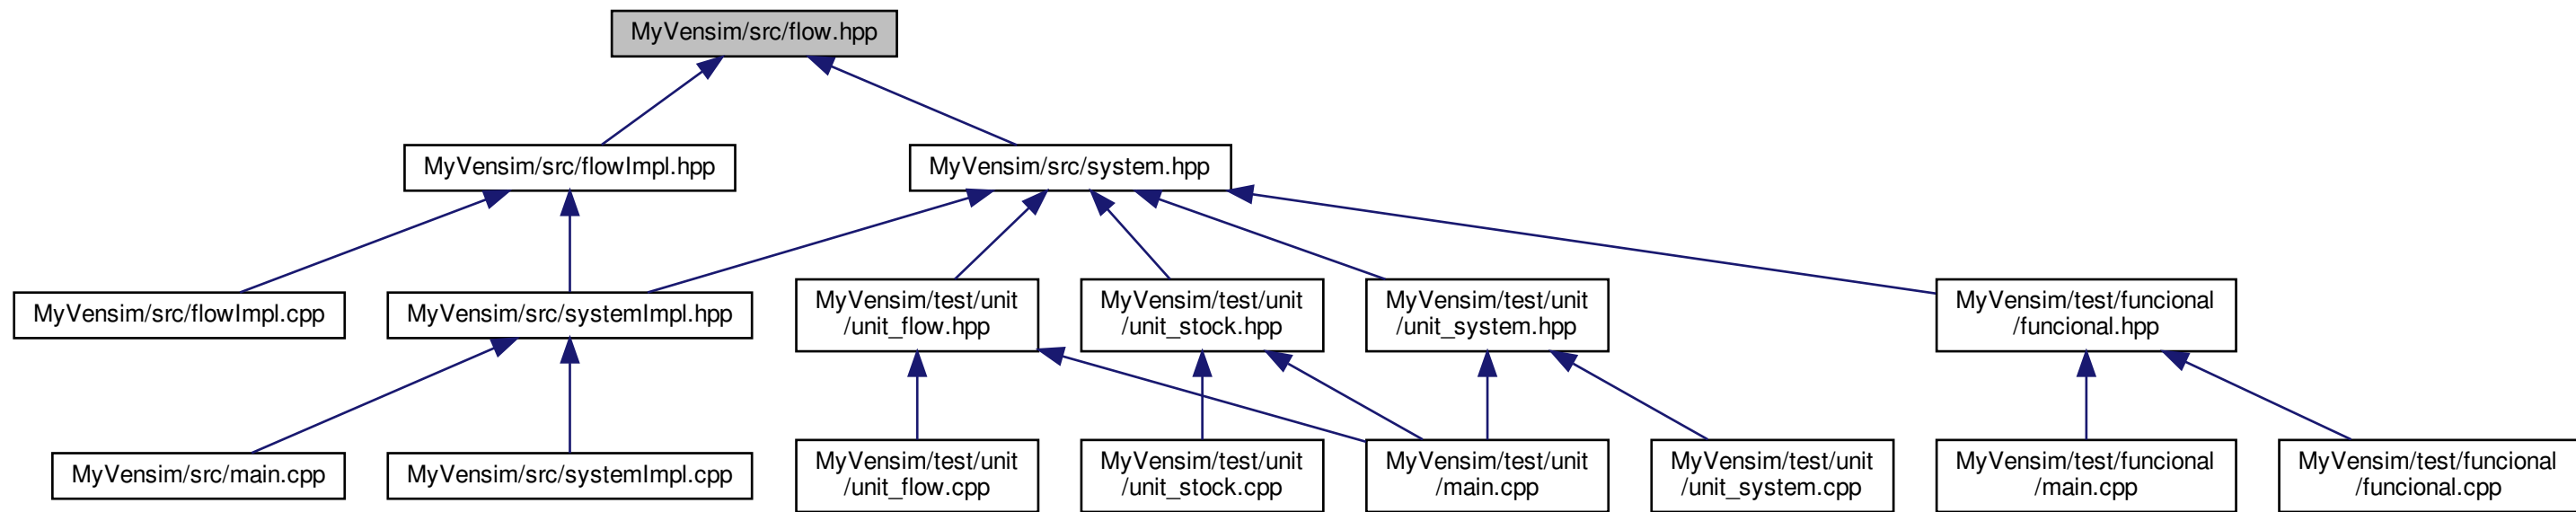 MyVensim/src/flow.hpp
MyVensim/src/flowImpl.hpp
MyVensim/src/system.hpp
MyVensim/src/flowImpl.cpp
MyVensim/src/systemImpl.hpp
MyVensim/test/unit
/unit_flow.hpp
MyVensim/test/unit
/unit_stock.hpp
MyVensim/test/unit
/unit_system.hpp
MyVensim/test/funcional
/funcional.hpp
MyVensim/src/main.cpp
MyVensim/src/systemImpl.cpp
MyVensim/test/unit
/unit_flow.cpp
MyVensim/test/unit
/unit_stock.cpp
MyVensim/test/unit
/main.cpp
MyVensim/test/unit
/unit_system.cpp
MyVensim/test/funcional
/main.cpp
MyVensim/test/funcional
/funcional.cpp